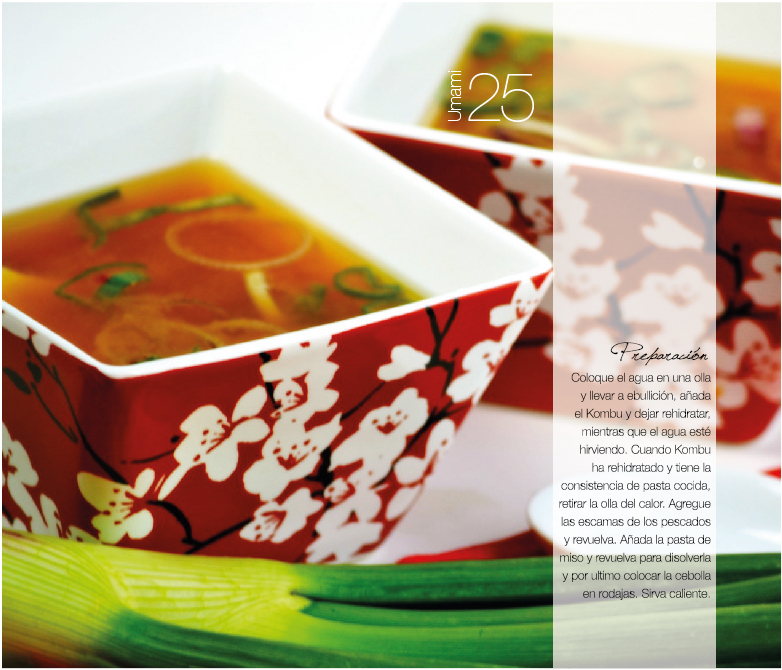 Umami
25
Preparación
Coloque el agua en una olla
y llevar a ebullición, añada
el Kombu y dejar rehidratar,
mientras que el agua esté
hirviendo. Cuando Kombu
ha rehidratado y tiene la
consistencia de pasta cocida,
retirar la olla del calor. Agregue
las escamas de los pescados
y revuelva. Añada la pasta de
miso y revuelva para disolverla
y por ultimo colocar la cebolla
en rodajas. Sirva caliente.